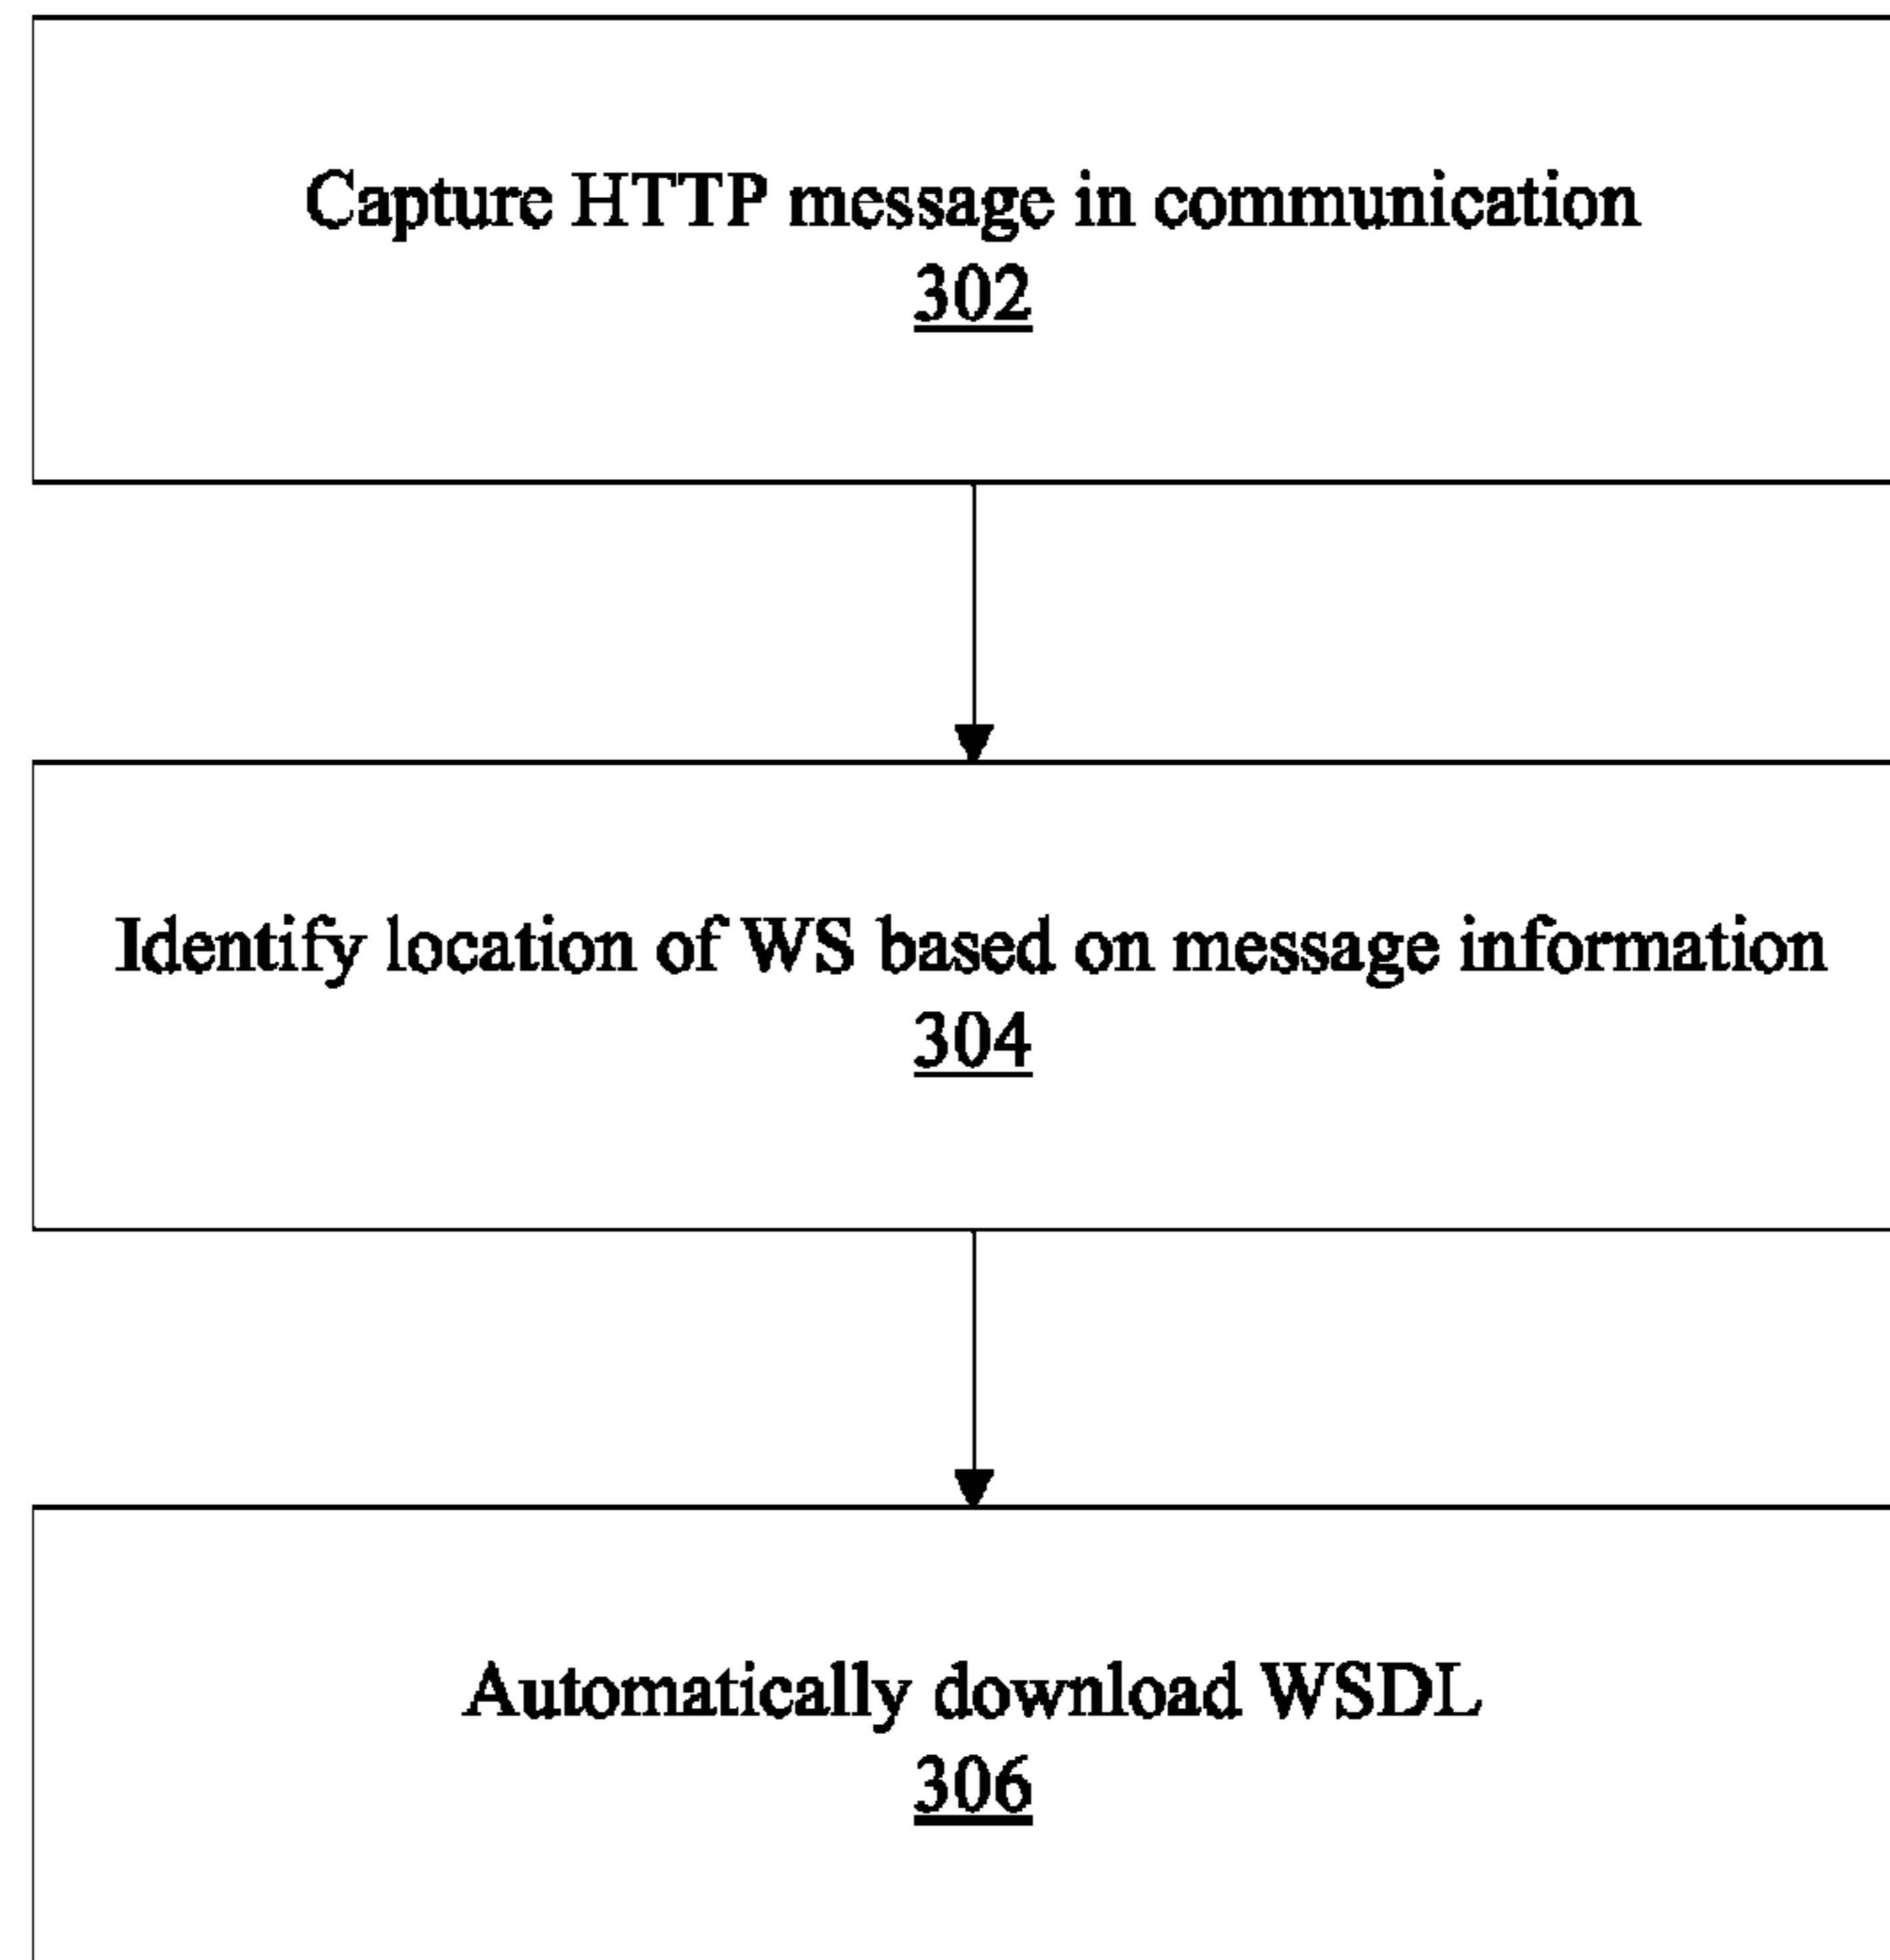 Capture HTTP message in communication
302
Identify location of WS based on message information
304
Automatically download WSDL
306